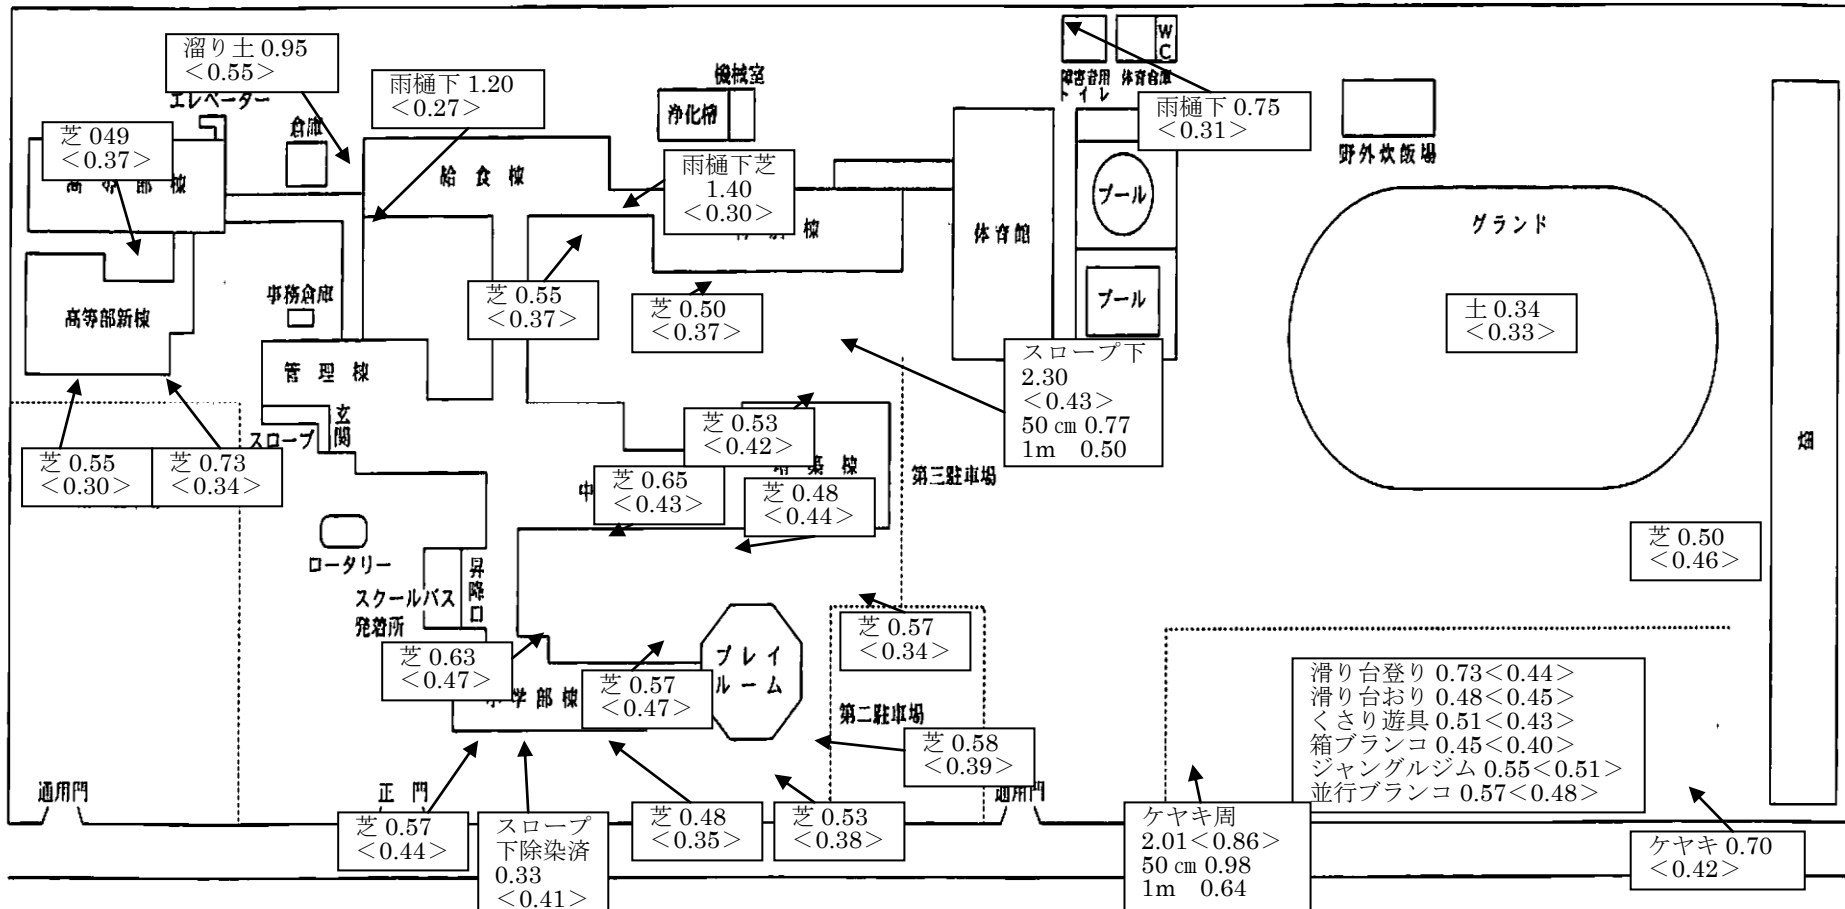 溜り土 0.95
<0.55>
エレベーター
芝 049
<0.37>
高等部棟
倉庫
雨樋下 1.20
<0.27>
給食棟
機械室
浄化槽
雨樋下芝
1.40
<0.30>
棟
障害者用
トイレ
体育倉庫
WC
雨樋下 0.75
<0.31>
野外炊飯場
体育館
プール
プール
グランド
土 0.34
<0.33>
畑
高等部新棟
事務倉庫
芝 0.55
<0.37>
芝 0.50
<0.37>
管理棟
玄関
スロープ
スロープ下
2.30
<0.43>
50 ㎝ 0.77
1m 0.50
芝 0.55
<0.30>
芝 0.73
<0.34>
芝 0.53
<0.42>
増築棟
中
芝 0.65
<0.43>
芝 0.48
<0.44>
第三駐車場
芝 0.50
<0.46>
ロータリー
昇降口
スクールバス
発着所
芝 0.63
<0.47>
小学部棟
芝 0.57
<0.47>
プレイ
ルーム
芝 0.57
<0.34>
第二駐車場
芝 0.58
<0.39>
滑り台登り 0.73<0.44>
滑り台おり 0.48<0.45>
くさり遊具 0.51<0.43>
箱ブランコ 0.45<0.40>
ジャングルジム 0.55<0.51>
並行ブランコ 0.57<0.48>
通用門
正門
芝 0.57
<0.44>
スロープ
下除染済
0.33
<0.41>
芝 0.48
<0.35>
芝 0.53
<0.38>
通用門
ケヤキ周
2.01<0.86>
50 ㎝ 0.98
1m 0.64
ケヤキ 0.70
<0.42>